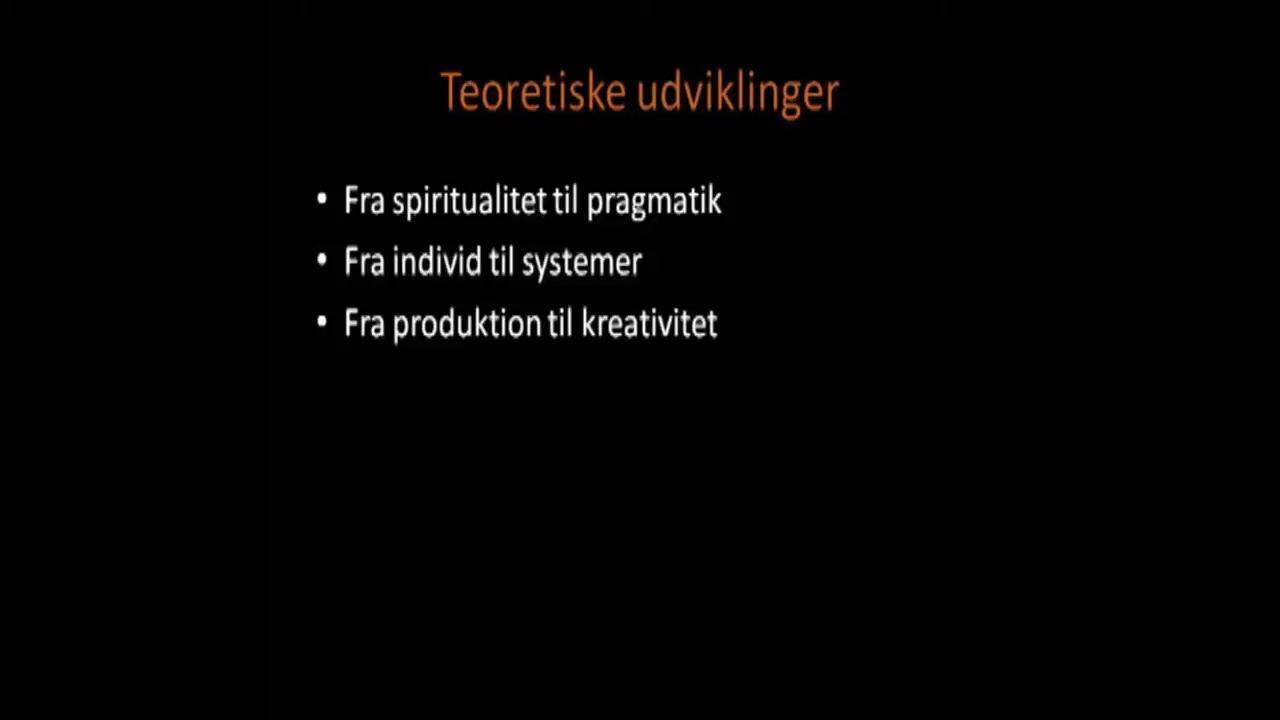 Teoretiske udviklinger
• Fra spiritualitet til pragmatik
• Fra individ til systemer
• Fra produktion til kreativitet